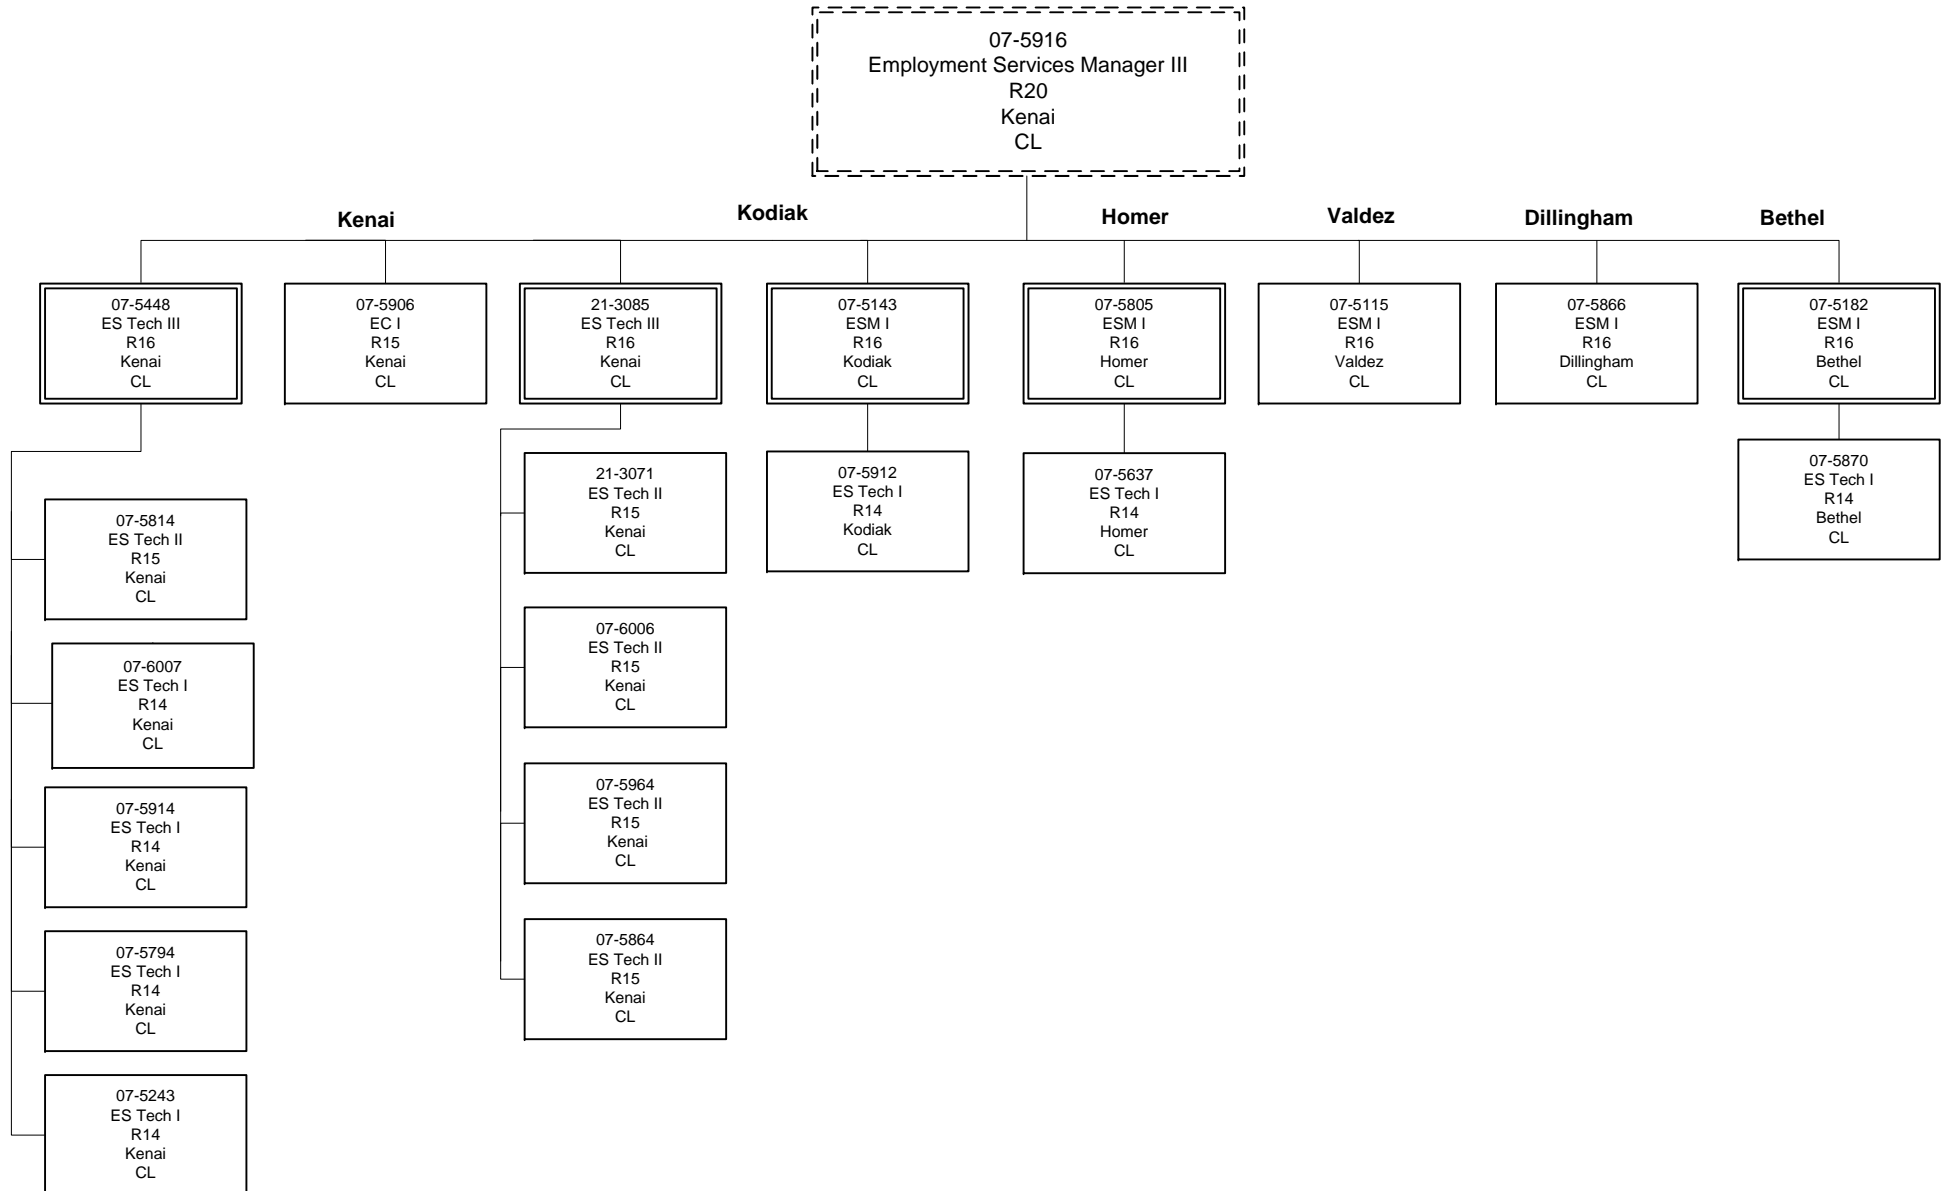 07-5916
Employment Services Manager III
R20
Kenai
CL
Kenai
Kodiak
Homer
Valdez
Dillingham
Bethel
07-5448
ES Tech III
R16
Kenai
CL
07-5906
EC I
R15
Kenai
CL
21-3085
ES Tech III
R16
Kenai
CL
07-5143
ESM I
R16
Kodiak
CL
07-5805
ESM I
R16
Homer
CL
07-5115
ESM I
R16
Valdez
CL
07-5866
ESM I
R16
Dillingham
CL
07-5182
ESM I
R16
Bethel
CL
07-5814
ES Tech II
R15
Kenai
CL
07-6007
ES Tech I
R14
Kenai
CL
07-5914
ES Tech I
R14
Kenai
CL
07-5794
ES Tech I
R14
Kenai
CL
07-5243
ES Tech I
R14
Kenai
CL
21-3071
ES Tech II
R15
Kenai
CL
07-6006
ES Tech II
R15
Kenai
CL
07-5964
ES Tech II
R15
Kenai
CL
07-5864
ES Tech II
R15
Kenai
CL
07-5912
ES Tech I
R14
Kodiak
CL
07-5637
ES Tech I
R14
Homer
CL
07-5870
ES Tech I
R14
Bethel
CL